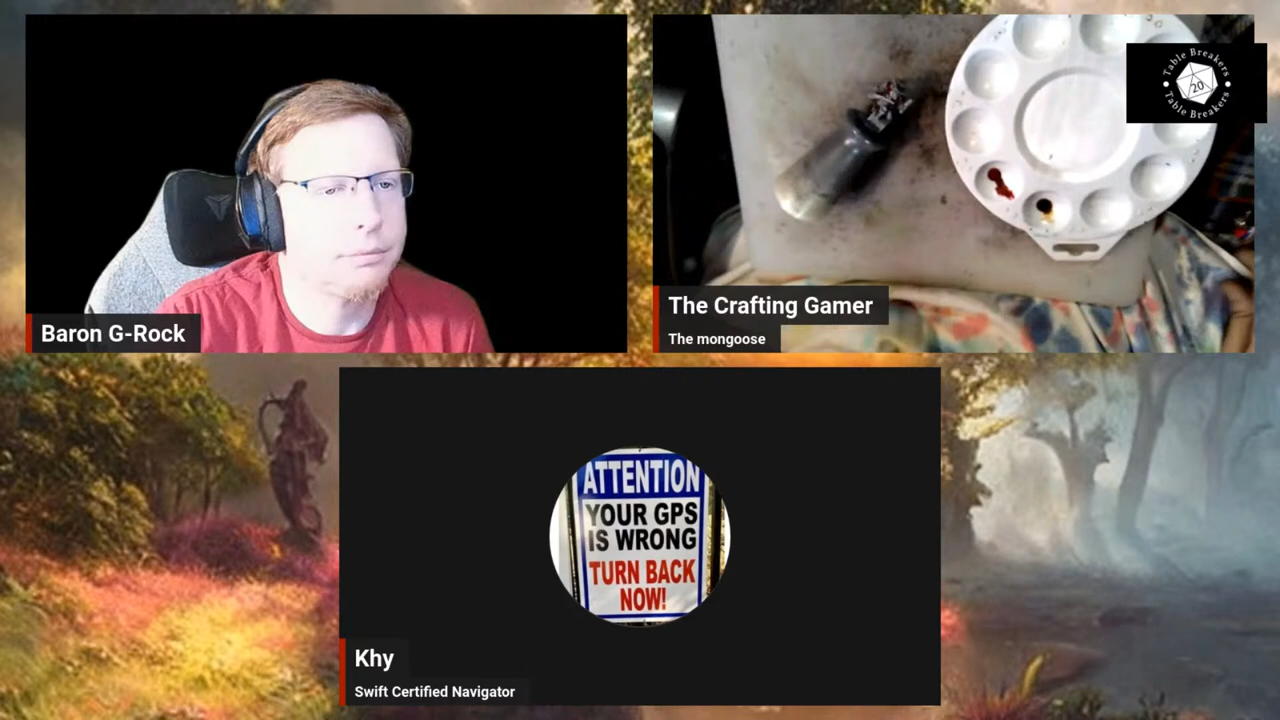 Baron G-Rock
The Crafting Gamer
The mongoose
Table Breakers
20
Table Breakers
ATTENTION
YOUR GPS
IS WRONG
TURN BACK
NOW!
Khy
Swift Certified Navigator